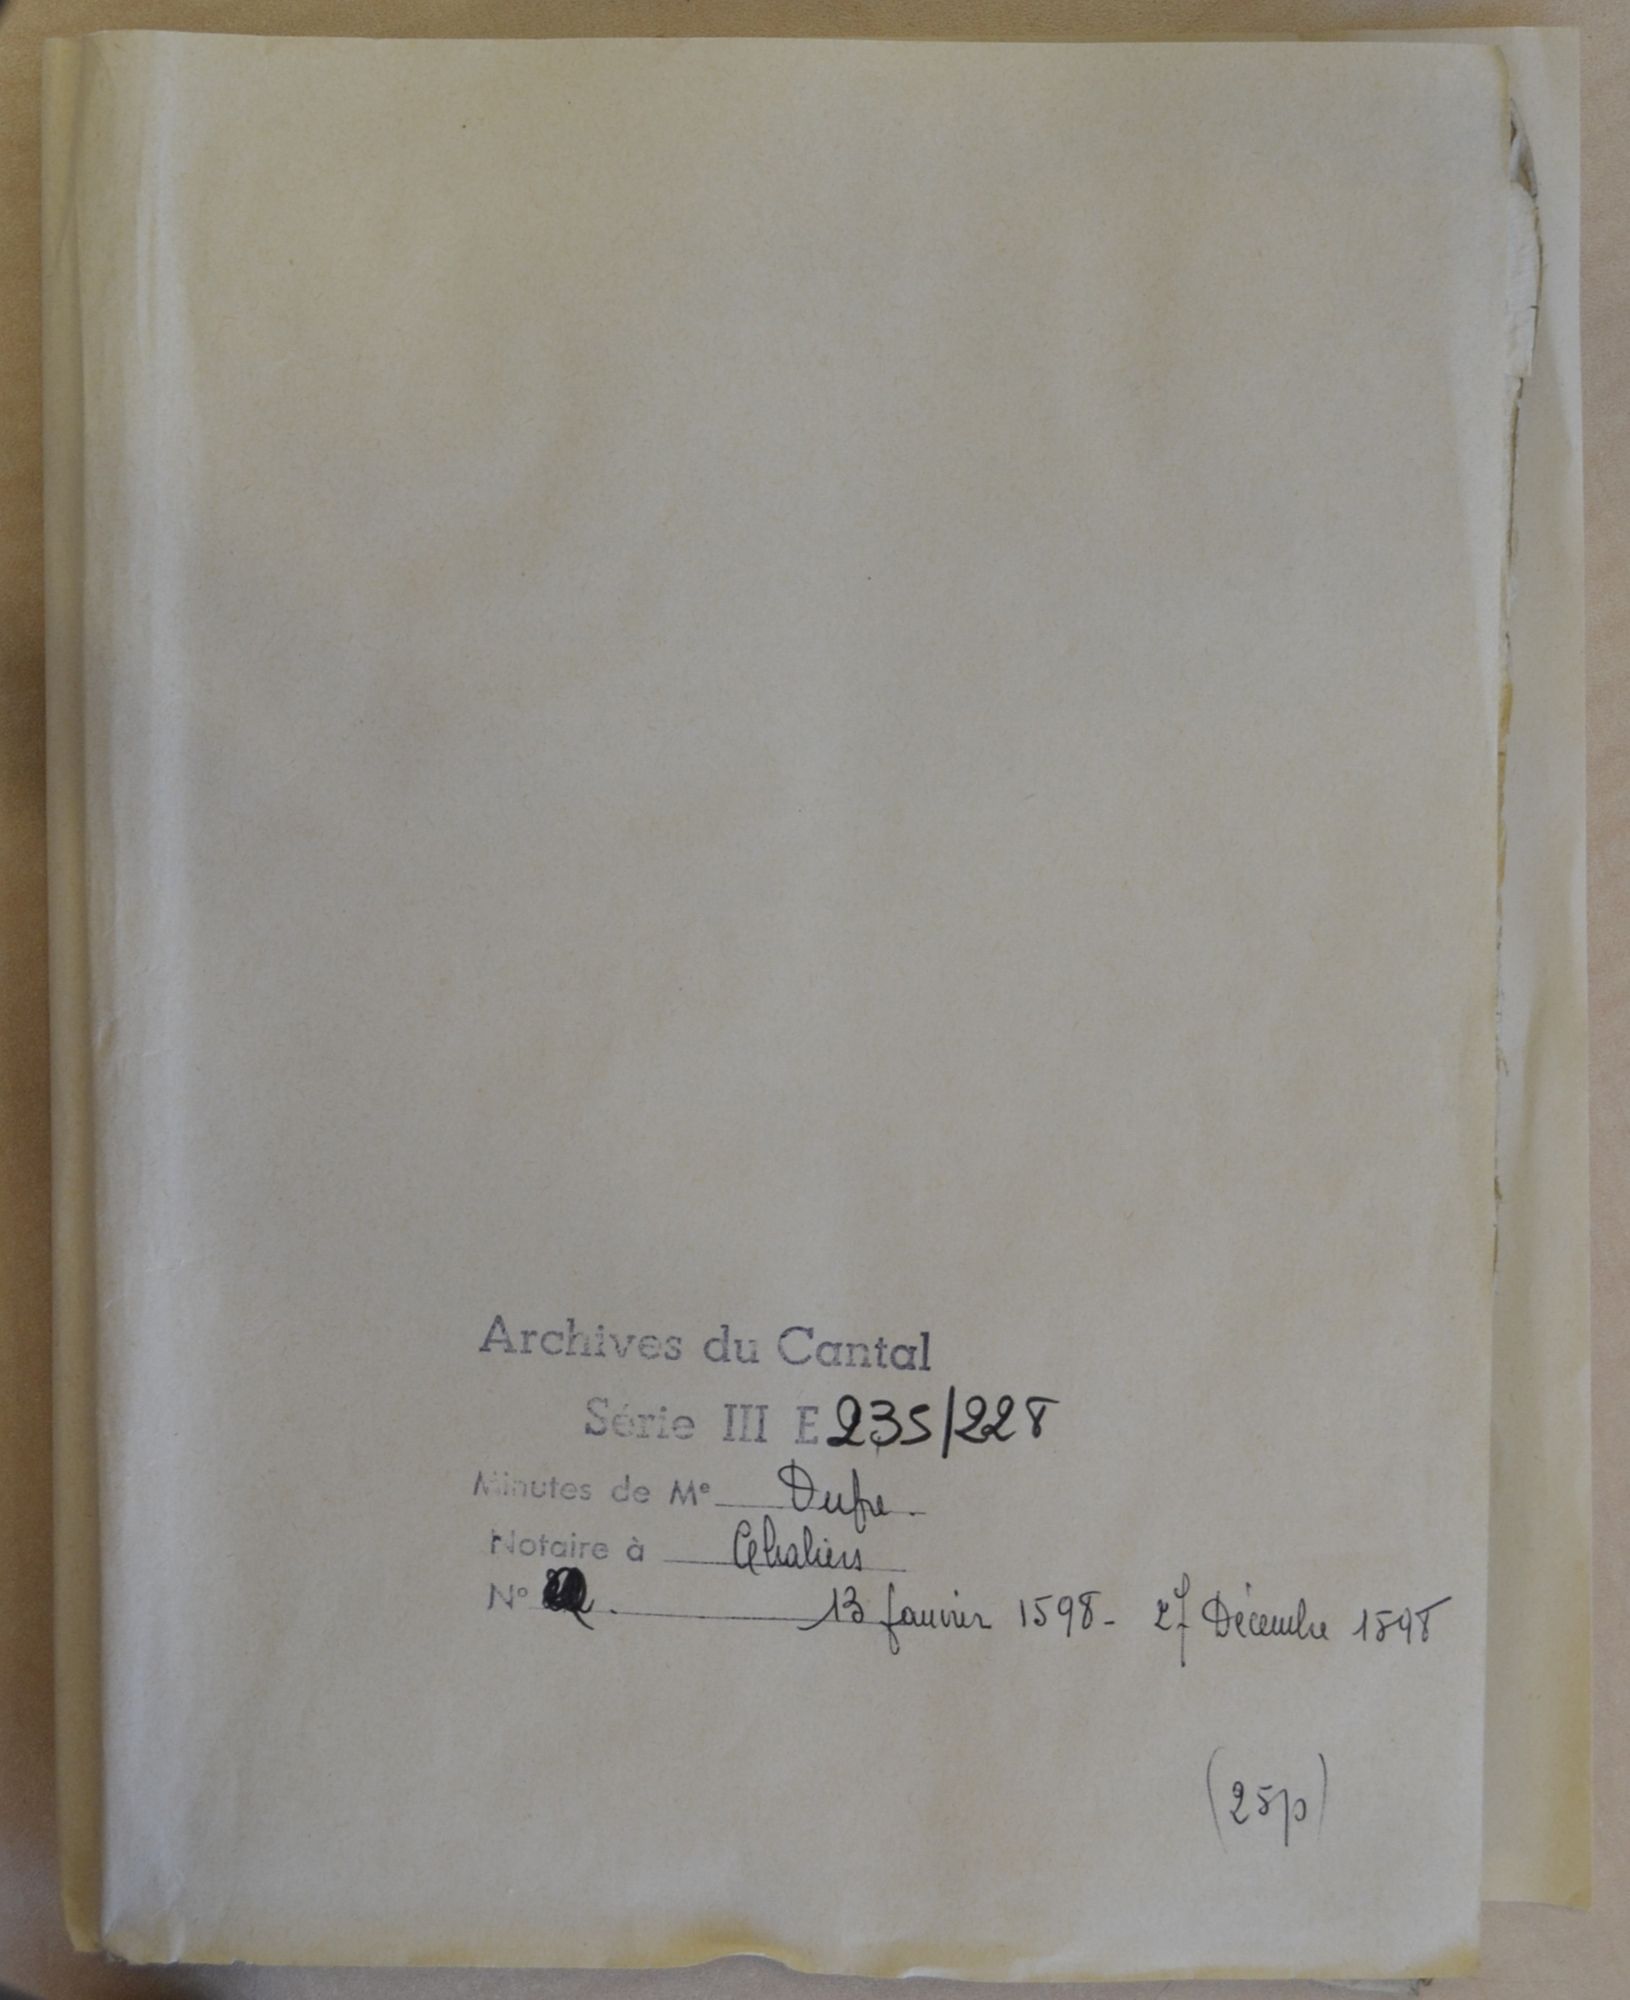 Archives du Cantal
Série III E 235/228
Minutes de Me Dufre.
Notaire à Chaliers
N° . 13 Janvier 1598 - 27 Décembre 1598
(25p)